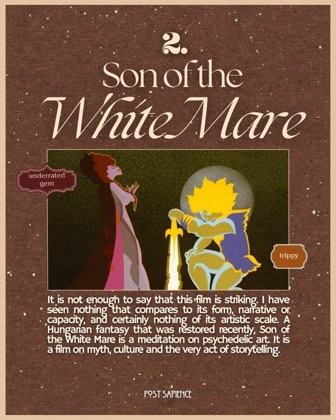 2.
Son of the
White Mare
underrated
gem
trippy
It is not enough to say that this film is striking. I have
seen nothing that compares to its form, narrative or
capacity, and certainly nothing of its artistic scale. A
Hungarian fantasy that was restored recently, Son of
the White Mare is a meditation on psychedelic art. It is
a film on myth, culture and the very act of storytelling.
POST SAPIENCE